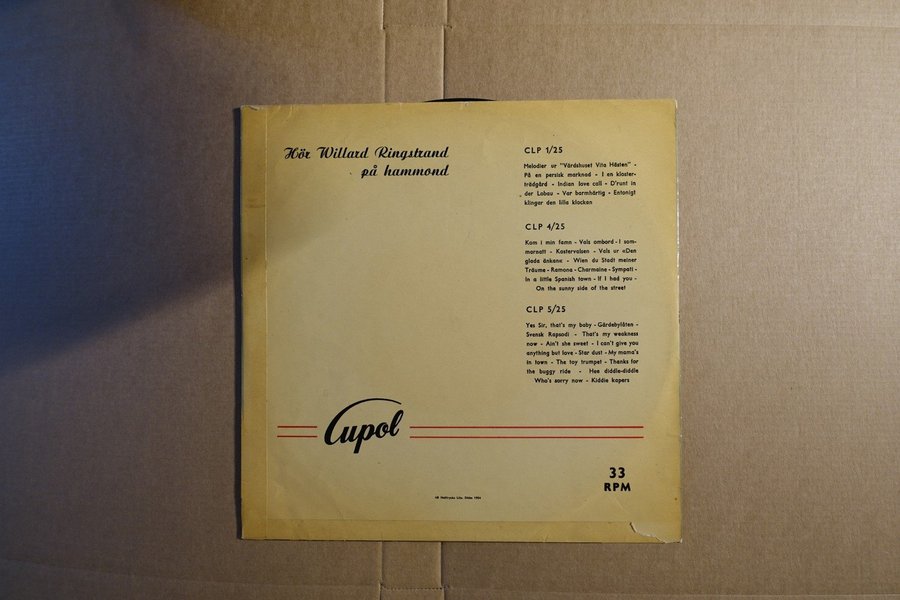 Hör Willard Ringstrand
på hammond
CLP 1/25
Melodier ur "Värdshuset Vita Hästen" -
På en persisk marknad - I en kloster-
trädgård - Indian love call - D'runt in
der Lobau - Var barmhärtig - Entonigt
klingar den lilla klockan
CLP 4/25
Kom i min famn - Vals ombord - I som-
marnatt - Kostervalsen - Vals ur «Den
glada änkan« - Wien du Stadt meiner
Träume - Ramona - Charmaine - Sympati -
In a little Spanish town - If I had you -
On the sunny side of the street
CLP 5/25
Yes Sir, that's my baby - Gärdebylåten -
Svensk Rapsodi - That's my weakness
now - Ain't she sweet - I can't give you
anything but love - Star dust - My mama's
in town - The toy trumpet - Thanks for
the buggy ride - Hen diddle-diddle
Who's sorry now - Kiddie kapers
Cupol
33
RPM